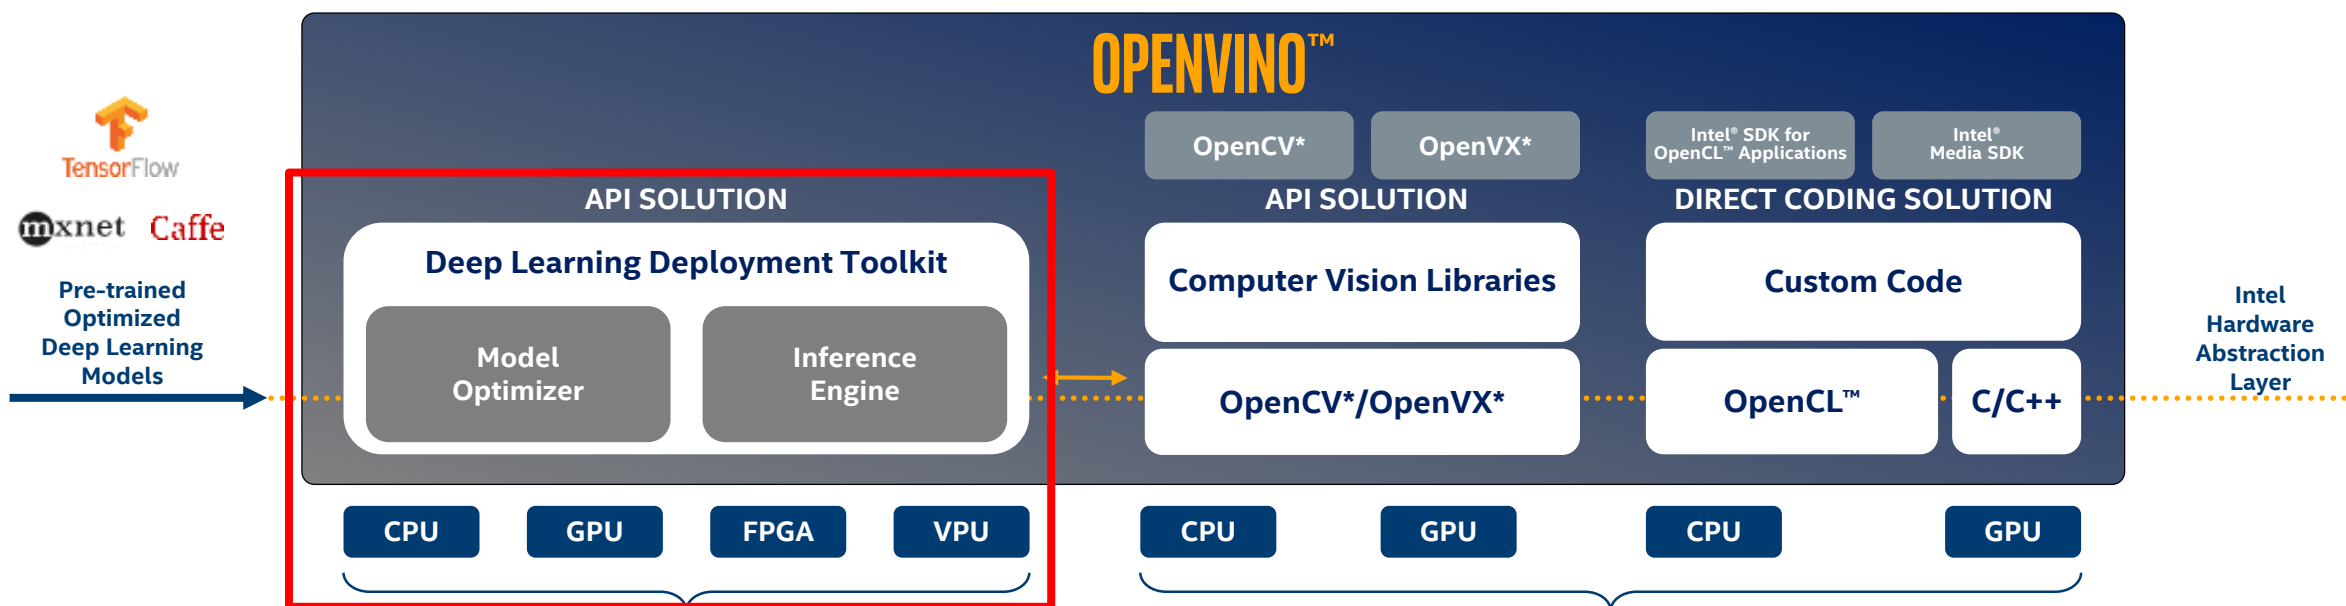 OPENVINO™
TensorFlow
mxnet Caffe
Pre-trained
Optimized
Deep Learning
Models
API SOLUTION
Deep Learning Deployment Toolkit
Model
Optimizer
Inference
Engine
CPU
GPU
FPGA
VPU
OpenCV*
OpenVX*
API SOLUTION
Computer Vision Libraries
OpenCV*/OpenVX*
CPU
GPU
Intel® SDK for
OpenCL™ Applications
Intel®
Media SDK
DIRECT CODING SOLUTION
Custom Code
OpenCL™
C/C++
CPU
GPU
Intel
Hardware
Abstraction
Layer